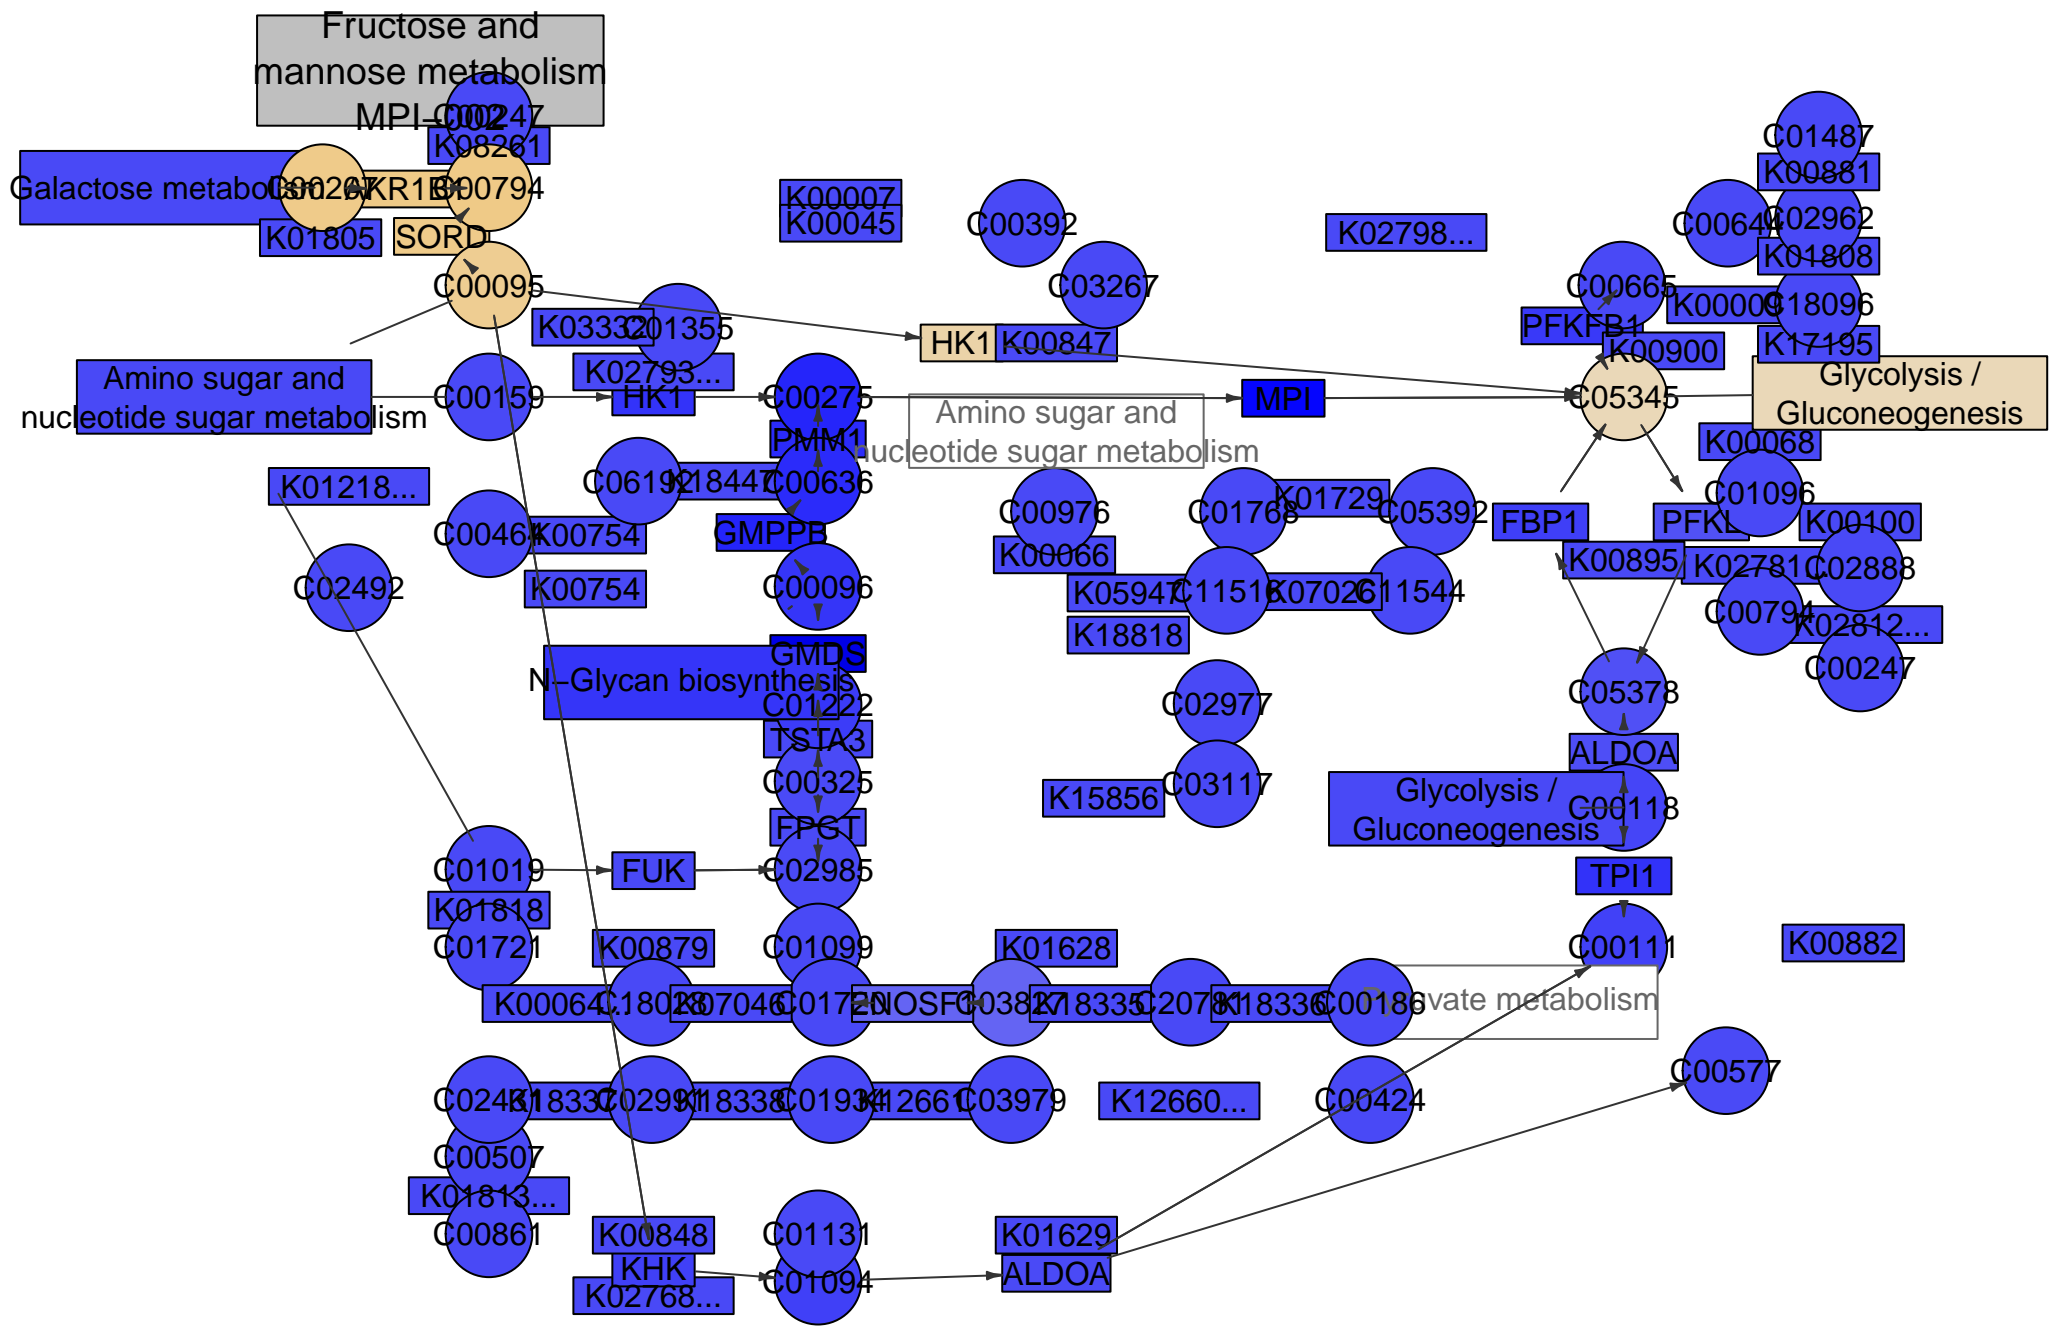 Fructose and
mannose metabolism
MPI-002
C00247
K08261
C01487
K00881
Galactose metabolism
C00267
AKR1B1
C00794
K00007
K00045
C00392
K02798...
C00644
C02962
K01805
SORD
K01808
C00095
C03267
C00665
K00009
C18096
K03332
C01355
HK1
K00847
PFKFB1
K00900
K17195
Amino sugar and
nucleotide sugar metabolism
K02793...
C00159
HK1
C00275
MPI
C05345
Glycolysis /
Gluconeogenesis
Amino sugar and
nucleotide sugar metabolism
PMM1
K00068
K01218...
C06192
K18447
C00636
C01096
K01729
C00976
C01768
C05392
FBP1
PFKL
K00100
C00464
K00754
GMPPB
K00066
K00895
K02781...
C02888
C02492
K00754
C00096
K05947
C11516
K07026
C11544
C00794
K02812...
K18818
GMDS
N-Glycan biosynthesis
C01222
C02977
C05378
C00247
TSTA3
ALDOA
C00325
K15856
C03117
Glycolysis /
Gluconeogenesis
C00118
FPGT
C01019
FUK
C02985
TPI1
K01818
C01721
K00879
C01099
K01628
C00111
K00882
K00064...
C18028
K07046
C01720
ENOSF1
C03827
K18335
C20781
K18336
C00186
metabolism
C00577
C02431
K18337
C02991
K18338
C01934
K12661
C03979
K12660...
C00424
C00507
K01813...
C00861
K00848
C01131
K01629
KHK
C01094
ALDOA
K02768...